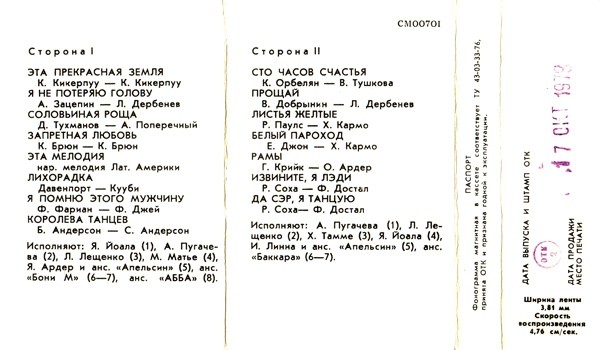 СМ00701
Сторона I
ЭТА ПРЕКРАСНАЯ ЗЕМЛЯ
К. Кикерпуу — К. Кикерпуу
Я НЕ ПОТЕРЯЮ ГОЛОВУ
А. Зацепин — Л. Дербенев
СОЛОВЬИНАЯ РОЩА
Д. Тухманов — А. Поперечный
ЗАПРЕТНАЯ ЛЮБОВЬ
К. Брюн — К. Брюн
ЭТА МЕЛОДИЯ
нар. мелодия Лат. Америки
ЛИХОРАДКА
Давенпорт — Кууби
Я ПОМНЮ ЭТОГО МУЖЧИНУ
Ф. Фариан — Ф. Джей
КОРОЛЕВА ТАНЦЕВ
Б. Андерсон — С. Андерсон
Исполняют: Я. Йоала (1), А. Пугаче-
ва (2), Л. Лещенко (3), М. Матье (4),
Я. Ардер и анс. «Апельсин» (5), анс.
«Бони М» (6—7), анс. «АББА» (8).
Сторона II
СТО ЧАСОВ СЧАСТЬЯ
К. Орбелян — В. Тушкова
ПРОЩАЙ
В. Добрынин — Л. Дербенев
ЛИСТЬЯ ЖЕЛТЫЕ
Р. Паулс — Х. Кармо
БЕЛЫЙ ПАРОХОД
Е. Джон — Х. Кармо
РАМЫ
Г. Крийк — О. Ардер
ИЗВИНИТЕ, Я ЛЕДИ
Р. Соха — Ф. Достал
ДА СЭР, Я ТАНЦУЮ
Р. Соха— Ф. Достал
Исполняют: А. Пугачева (1), Л. Ле-
щенко (2), Х. Тамме (3), Я. Йоала (4),
И. Линна и анс. «Апельсин» (5), анс.
«Баккара» (6—7).
ПАСПОРТ
Фонограмма магнитная в кассете соответствует ТУ 43-03-33-76,
принята ОТК и признана годной к эксплуатации.
ДАТА ВЫПУСКА И ШТАМП ОТК
17 ОКТ 1978
ОТК
ДАТА ПРОДАЖИ
МЕСТО ПЕЧАТИ
Ширина ленты
3,81 мм
Скорость
воспроизведения
4,76 см/сек.